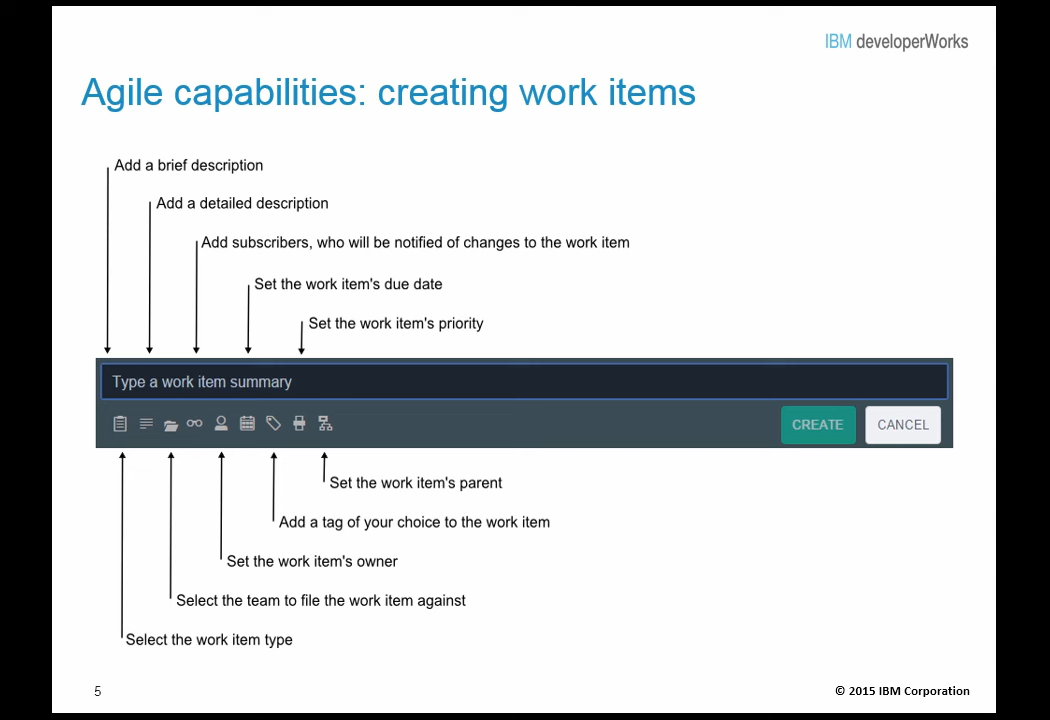 IBM developerWorks
Agile capabilities: creating work items
Add a brief description
Add a detailed description
Add subscribers, who will be notified of changes to the work item
Set the work item's due date
Set the work item's priority
Type a work item summary
CREATE
CANCEL
Set the work item's parent
Add a tag of your choice to the work item
Set the work item's owner
Select the team to file the work item against
Select the work item type
5
© 2015 IBM Corporation